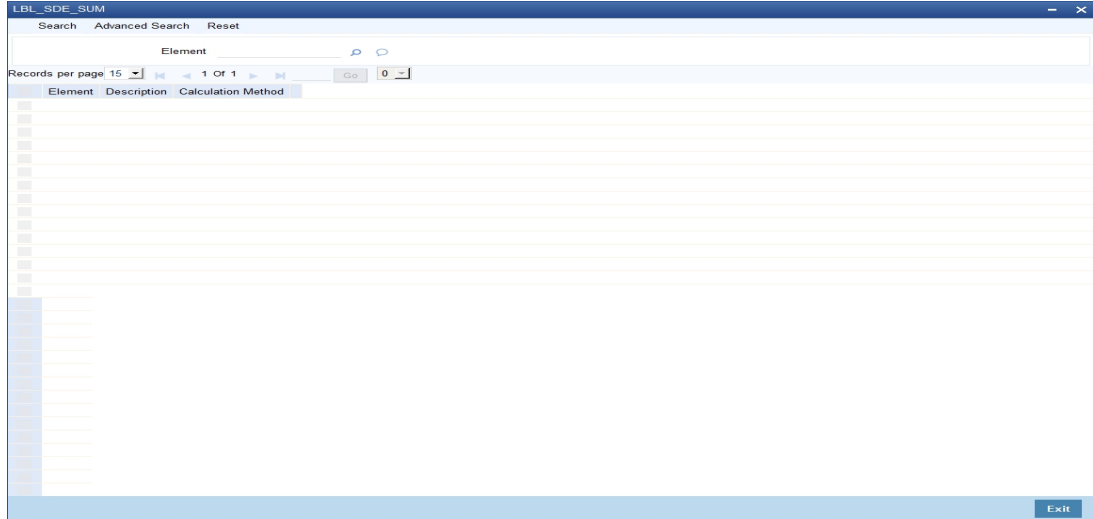 LBL_SDE_SUM
Search Advanced Search Reset
Element
Records per page 15 1 Of 1 Go 0
Element Description Calculation Method
Exit